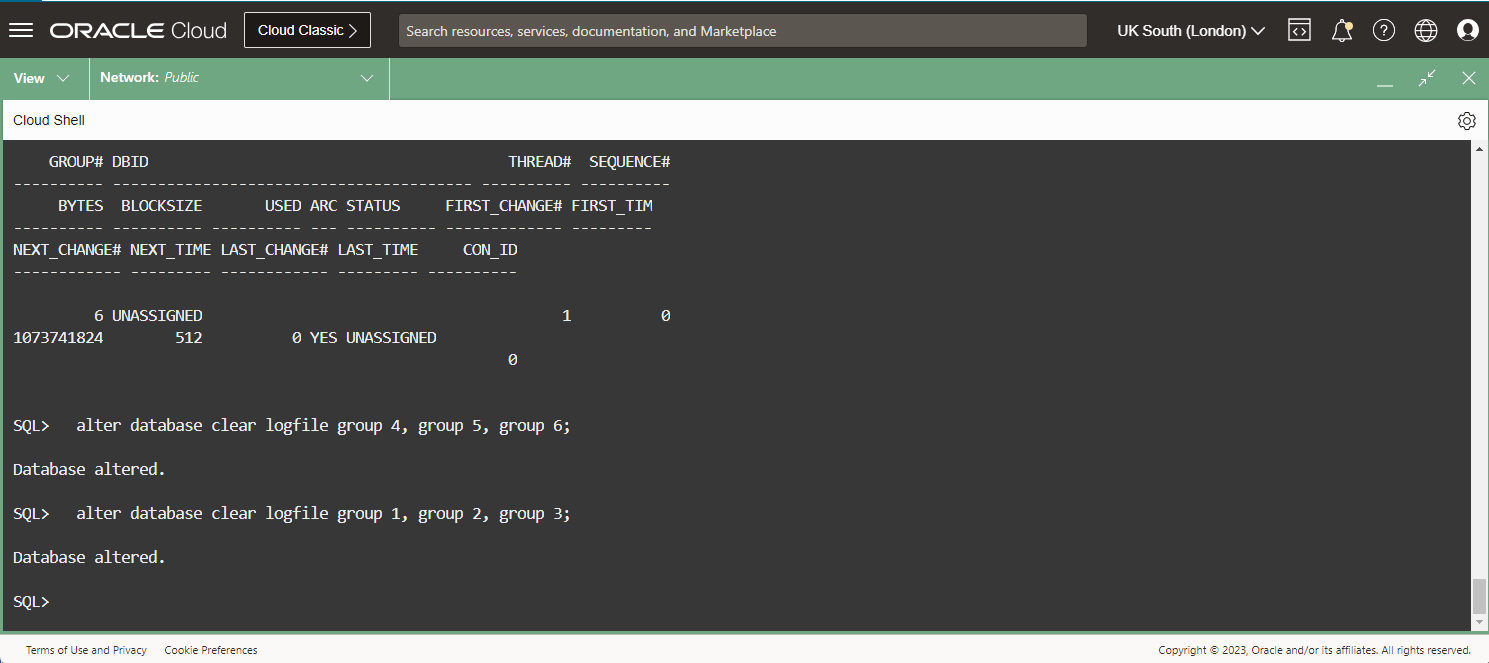 ORACLE Cloud Cloud Classic Search resources, services, documentation, and Marketplace UK South (London)
View Network: Public
Cloud Shell
GROUP# DBID THREAD# SEQUENCE#
---------- ---------------------------------------- ---------- ----------
BYTES BLOCKSIZE USED ARC STATUS FIRST_CHANGE# FIRST_TIM
---------- ---------- ---------- --- ---------- ------------- ---------
NEXT_CHANGE# NEXT_TIME LAST_CHANGE# LAST_TIME CON_ID
------------ --------- ------------ --------- ----------
6 UNASSIGNED 1 0
1073741824 512 0 YES UNASSIGNED
0
SQL> alter database clear logfile group 4, group 5, group 6;
Database altered.
SQL> alter database clear logfile group 1, group 2, group 3;
Database altered.
SQL>
Terms of Use and Privacy Cookie Preferences Copyright © 2023, Oracle and/or its affiliates. All rights reserved.